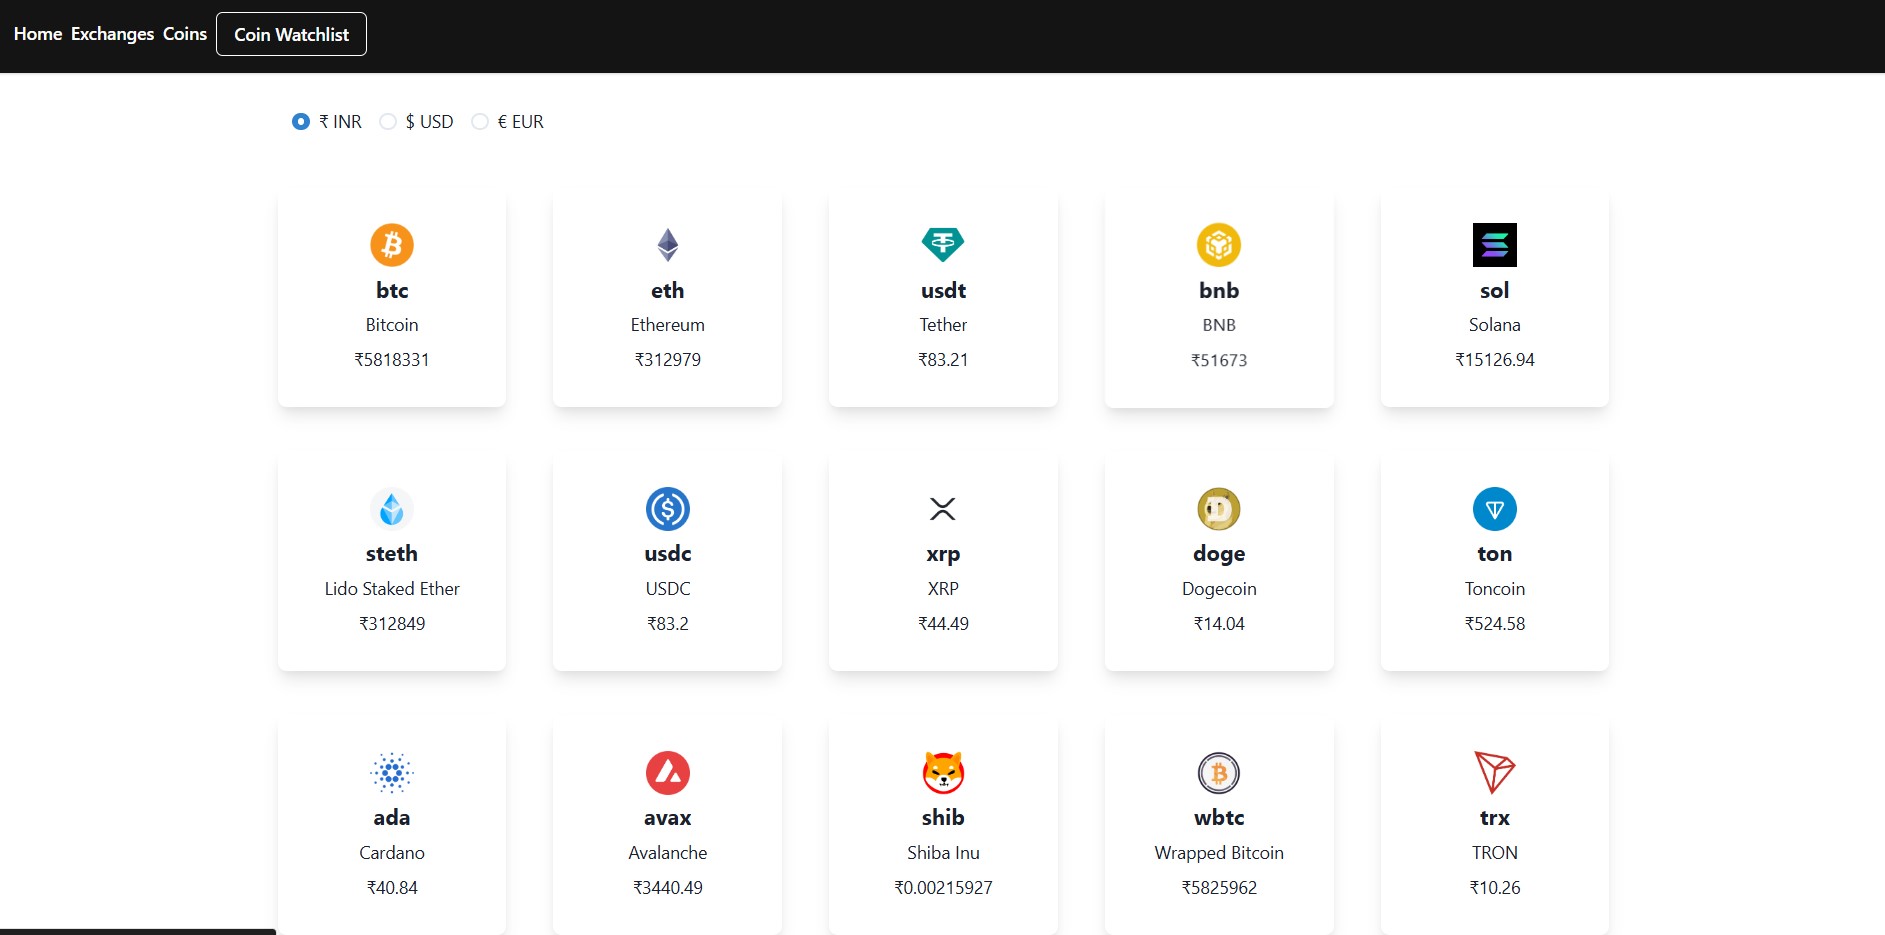 Home Exchanges Coins Coin Watchlist
₹ INR $ USD € EUR
btc
Bitcoin
₹5818331
eth
Ethereum
₹312979
usdt
Tether
₹83.21
bnb
BNB
₹51673
sol
Solana
₹15126.94
steth
Lido Staked Ether
₹312849
usdc
USDC
₹83.2
xrp
XRP
₹44.49
doge
Dogecoin
₹14.04
ton
Toncoin
₹524.58
ada
Cardano
₹40.84
avax
Avalanche
₹3440.49
shib
Shiba Inu
₹0.00215927
wbtc
Wrapped Bitcoin
₹5825962
trx
TRON
₹10.26